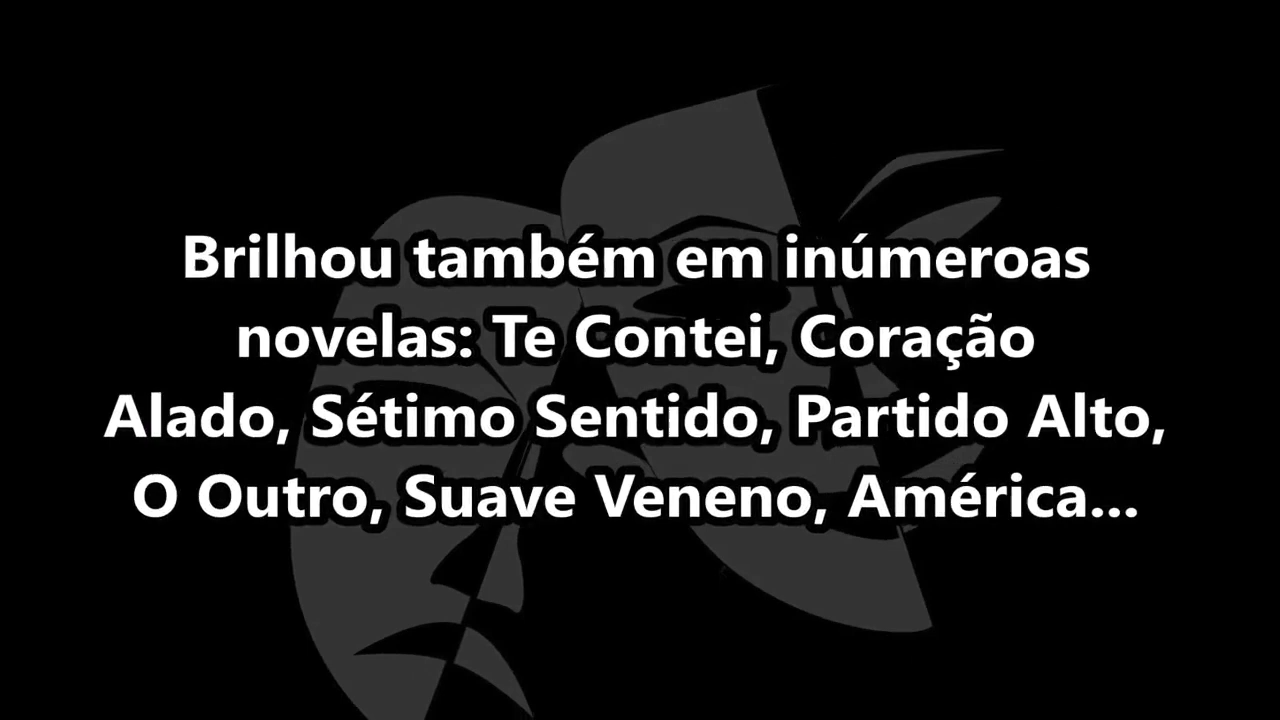 Brilhou também em inúmeroas
novelas: Te Contei, Coração
Alado, Sétimo Sentido, Partido Alto,
O Outro, Suave Veneno, América...